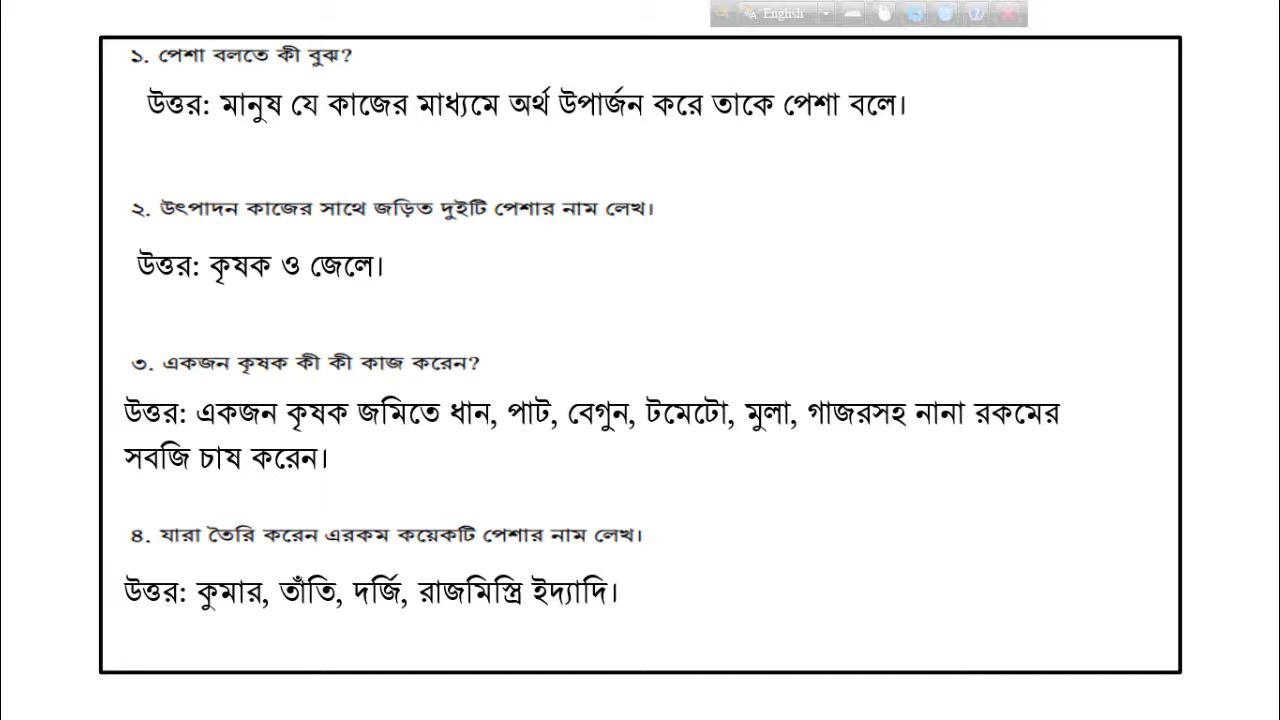 English
১. পেশা বলতে কী বুঝ?
উত্তর: মানুষ যে কাজের মাধ্যমে অর্থ উপার্জন করে তাকে পেশা বলে।
২. উৎপাদন কাজের সাথে জড়িত দুইটি পেশার নাম লেখ।
উত্তর: কৃষক ও জেলে।
৩. একজন কৃষক কী কী কাজ করেন?
উত্তর: একজন কৃষক জমিতে ধান, পাট, বেগুন, টমেটো, মুলা, গাজরসহ নানা রকমের
সবজি চাষ করেন।
৪. যারা তৈরি করেন এরকম কয়েকটি পেশার নাম লেখ।
উত্তর: কুমার, তাঁতি, দর্জি, রাজমিস্ত্রি ইদ্যাদি।